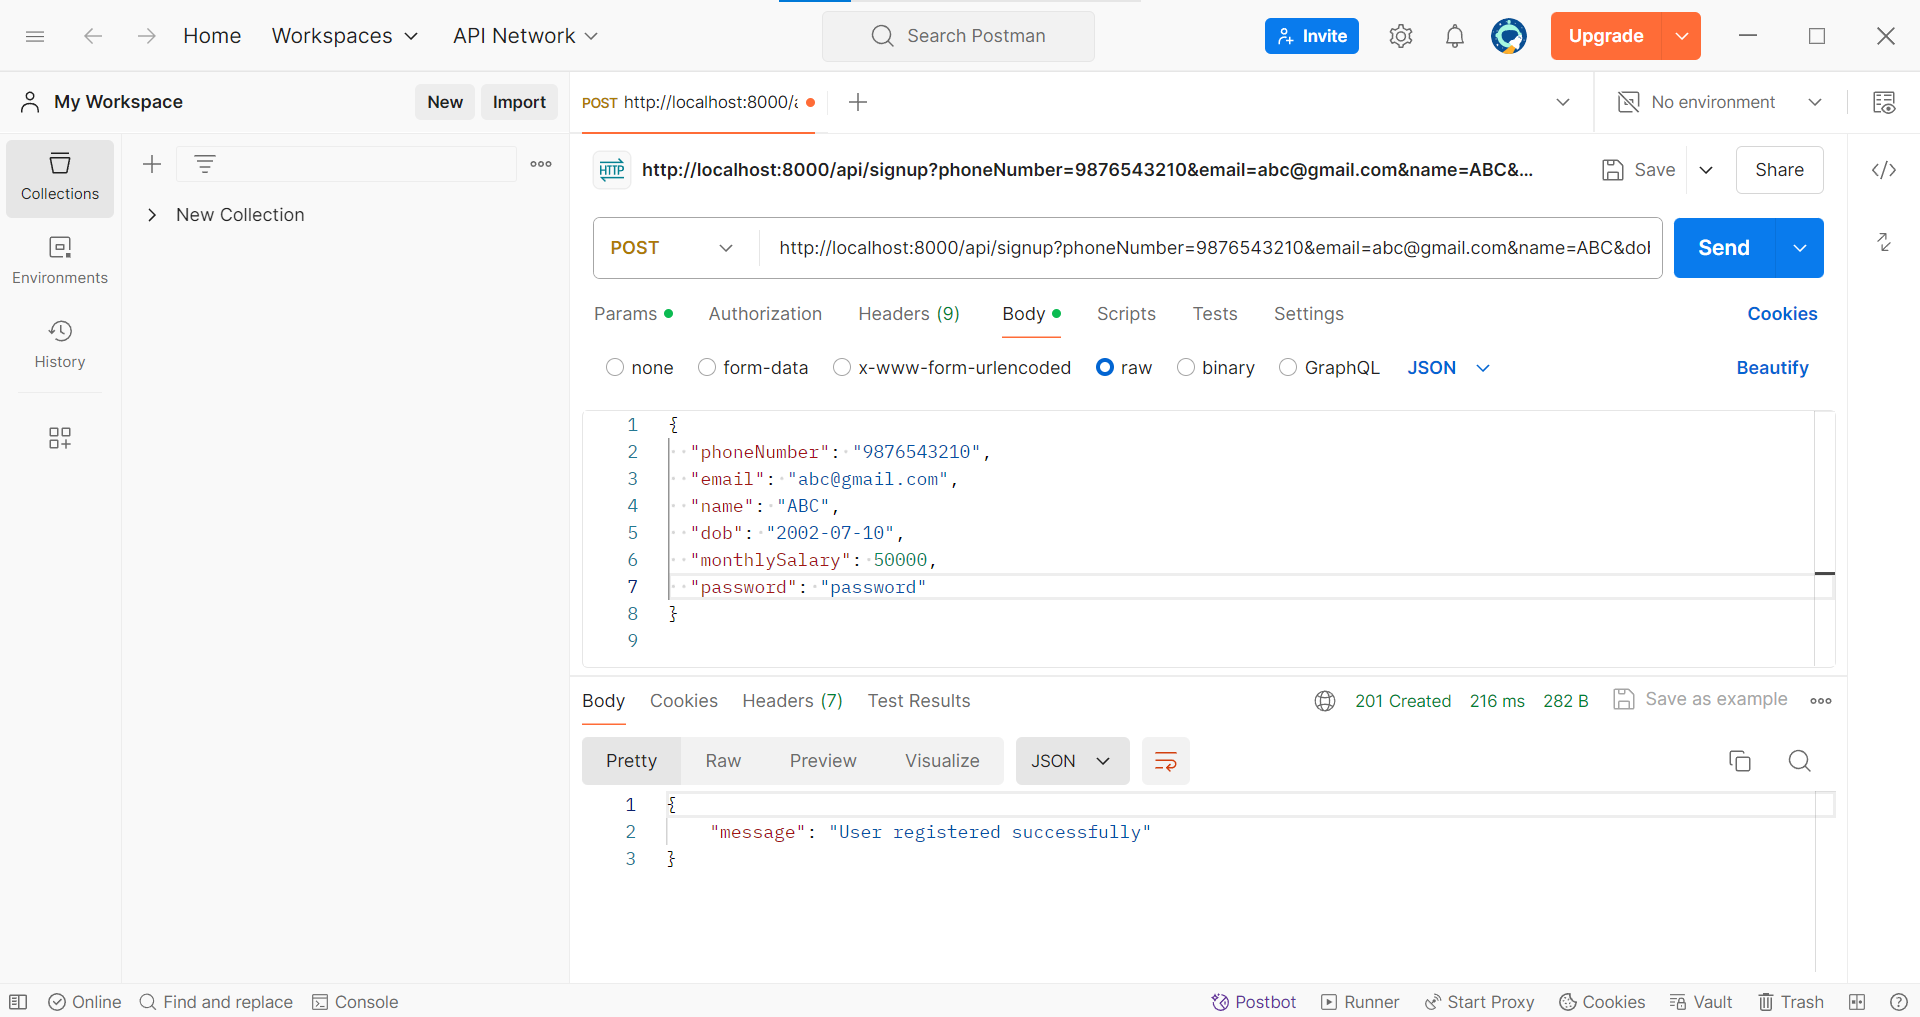 Home Workspaces API Network Search Postman Invite Upgrade
My Workspace New Import POST http://localhost:8000/a No environment
Collections
Environments
History
New Collection
HTTP http://localhost:8000/api/signup?phoneNumber=9876543210&email=abc@gmail.com&name=ABC&... Save Share
POST http://localhost:8000/api/signup?phoneNumber=9876543210&email=abc@gmail.com&name=ABC&dol Send
Params Authorization Headers (9) Body Scripts Tests Settings Cookies
none form-data x-www-form-urlencoded raw binary GraphQL JSON Beautify
1 {
2 "phoneNumber": "9876543210",
3 "email": "abc@gmail.com",
4 "name": "ABC",
5 "dob": "2002-07-10",
6 "monthlySalary": 50000,
7 "password": "password"
8 }
9
Body Cookies Headers (7) Test Results 201 Created 216 ms 282 B Save as example
Pretty Raw Preview Visualize JSON
1 {
2 "message": "User registered successfully"
3 }
Online Find and replace Console Postbot Runner Start Proxy Cookies Vault Trash